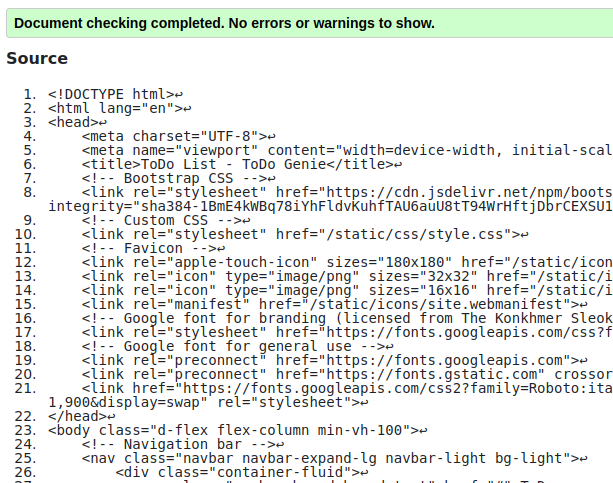 Document checking completed. No errors or warnings to show.
Source
1. <!DOCTYPE html>↩
2. <html lang="en">↩
3. <head>↩
4. <meta charset="UTF-8">↩
5. <meta name="viewport" content="width=device-width, initial-scal
6. <title>ToDo List - ToDo Genie</title>↩
7. <!-- Bootstrap CSS -->↩
8. <link rel="stylesheet" href="https://cdn.jsdelivr.net/npm/boots
integrity="sha384-1BmE4kWBq78iYhFldvKuhfTAU6auU8tT94WrHftjDbrCEXSU1
9. <!-- Custom CSS -->↩
10. <link rel="stylesheet" href="/static/css/style.css">↩
11. <!-- Favicon -->↩
12. <link rel="apple-touch-icon" sizes="180x180" href="/static/icon
13. <link rel="icon" type="image/png" sizes="32x32" href="/static/i
14. <link rel="icon" type="image/png" sizes="16x16" href="/static/i
15. <link rel="manifest" href="/static/icons/site.webmanifest">↩
16. <!-- Google font for branding (licensed from The Konkhmer Sleok
17. <link rel="stylesheet" href="https://fonts.googleapis.com/css?f
18. <!-- Google font for general use -->↩
19. <link rel="preconnect" href="https://fonts.googleapis.com">↩
20. <link rel="preconnect" href="https://fonts.gstatic.com" crossor
21. <link href="https://fonts.googleapis.com/css2?family=Roboto:ita
1,900&display=swap" rel="stylesheet">↩
22. </head>↩
23. <body class="d-flex flex-column min-vh-100">↩
24. <!-- Navigation bar -->↩
25. <nav class="navbar navbar-expand-lg navbar-light bg-light">↩
26. <div class="container-fluid">↩